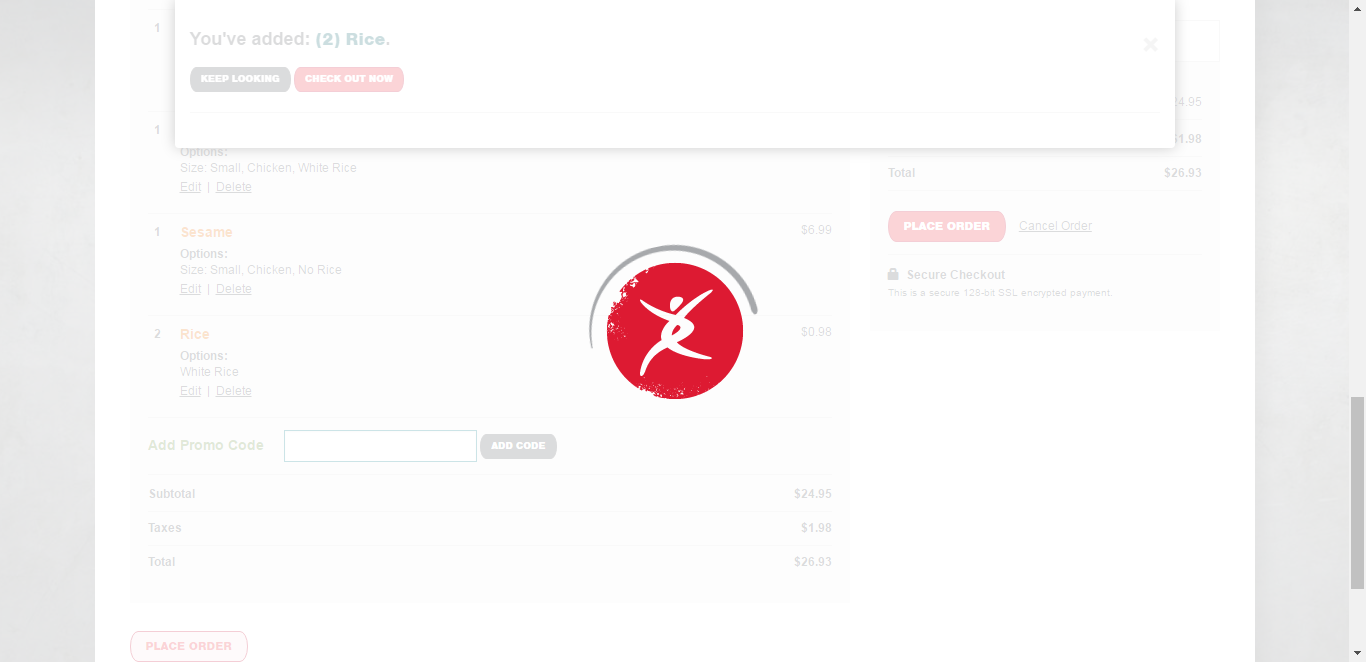 1
You've added: (2) Rice.
KEEP LOOKING CHECK OUT NOW
1
Options:
Size: Small, Chicken, White Rice
Edit | Delete
1 Sesame $6.99
Options:
Size: Small, Chicken, No Rice
Edit | Delete
2 Rice $0.98
Options:
White Rice
Edit | Delete
Add Promo Code ADD CODE
Subtotal $24.95
Taxes $1.98
Total $26.93
PLACE ORDER
4.95
$1.98
Total $26.93
PLACE ORDER Cancel Order
Secure Checkout
This is a secure 128-bit SSL encrypted payment.